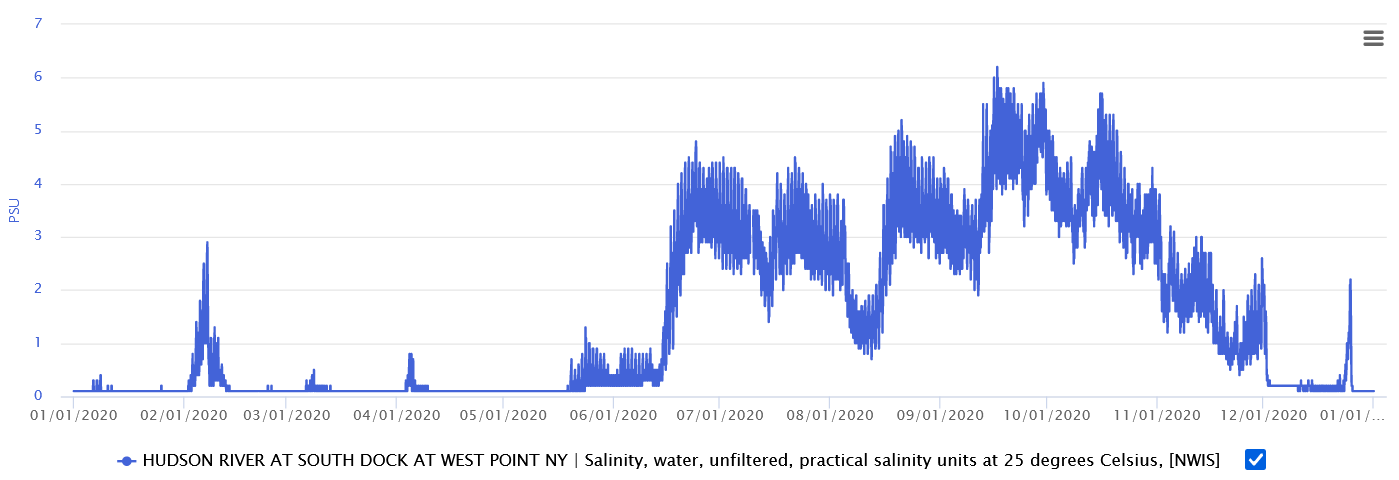 7
6
5
4
3
2
1
0
PSU
01/01/2020 02/01/2020 03/01/2020 04/01/2020 05/01/2020 06/01/2020 07/01/2020 08/01/2020 09/01/2020 10/01/2020 11/01/2020 12/01/2020 01/01/...
HUDSON RIVER AT SOUTH DOCK AT WEST POINT NY | Salinity, water, unfiltered, practical salinity units at 25 degrees Celsius, [NWIS]